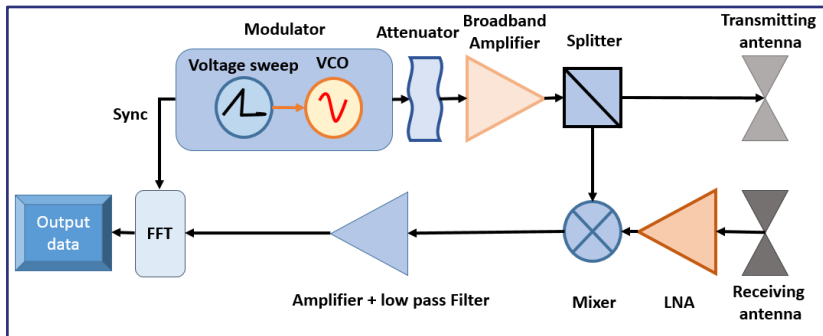 Modulator
Voltage sweep
VCO
Attenuator
Broadband
Amplifier
Splitter
Transmitting
antenna
Sync
Output
data
FFT
Amplifier + low pass Filter
Mixer
LNA
Receiving
antenna